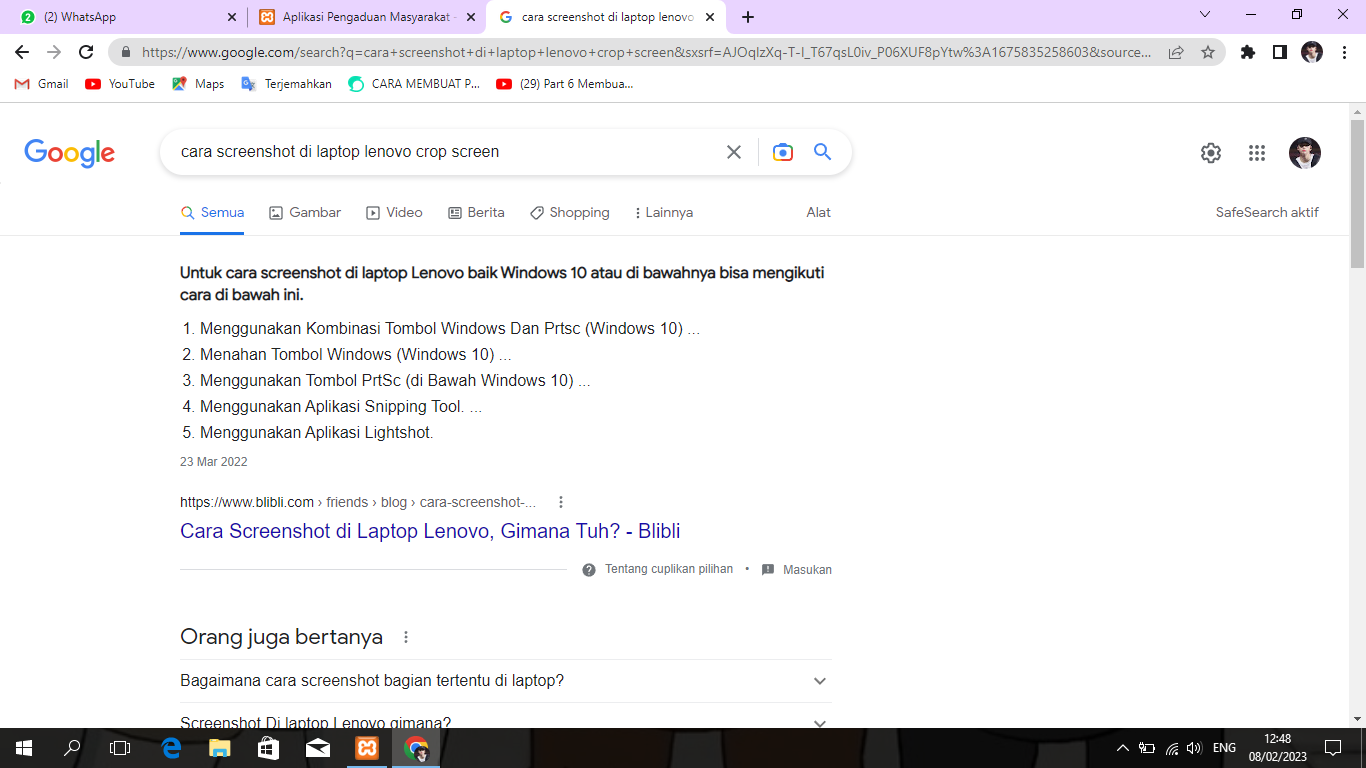 (2) WhatsApp
Aplikasi Pengaduan Masyarakat -
cara screenshot di laptop lenovo
https://www.google.com/search?q=cara+screenshot+di+laptop+lenovo+crop+screen&sxsrf=AJOqlzXq-T-I_T67qsL0iv_P06XUF8pYtw%3A1675835258603&source...
Gmail
YouTube
Maps
Terjemahkan
CARA MEMBUAT P...
(29) Part 6 Membua...
Google
cara screenshot di laptop lenovo crop screen
Semua
Gambar
Video
Berita
Shopping
Lainnya
Alat
SafeSearch aktif
Untuk cara screenshot di laptop Lenovo baik Windows 10 atau di bawahnya bisa mengikuti
cara di bawah ini.
1. Menggunakan Kombinasi Tombol Windows Dan Prtsc (Windows 10) ...
2. Menahan Tombol Windows (Windows 10) ...
3. Menggunakan Tombol PrtSc (di Bawah Windows 10) ...
4. Menggunakan Aplikasi Snipping Tool. ...
5. Menggunakan Aplikasi Lightshot.
23 Mar 2022
https://www.blibli.com › friends › blog › cara-screenshot-...
Cara Screenshot di Laptop Lenovo, Gimana Tuh? - Blibli
Tentang cuplikan pilihan • Masukan
Orang juga bertanya
Bagaimana cara screenshot bagian tertentu di laptop?
Screenshot Di laptop Lenovo gimana?
ENG
12:48
08/02/2023